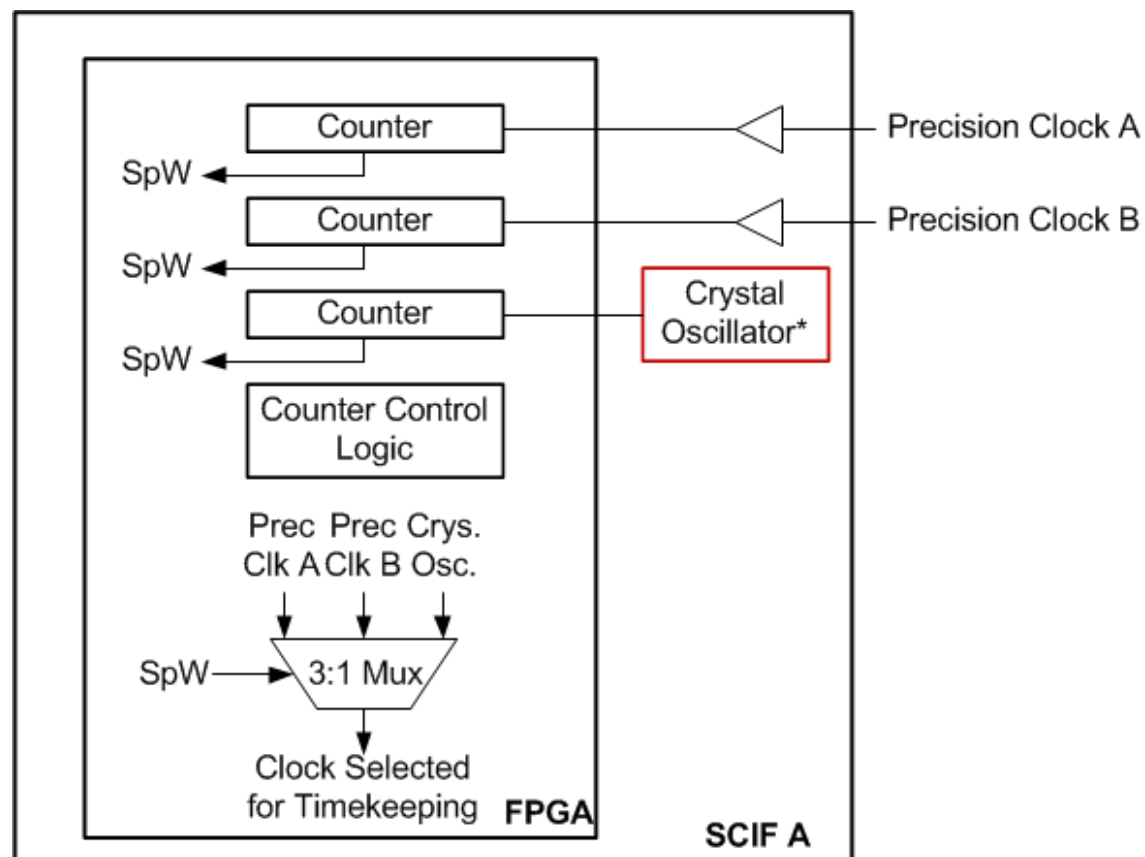 Counter
Precision Clock A
SpW
Counter
Precision Clock B
SpW
Crystal
Oscillator*
Counter
SpW
Counter Control
Logic
Prec Prec Crys.
Clk A Clk B Osc.
SpW
3:1 Mux
Clock Selected
for Timekeeping
FPGA
SCIF A